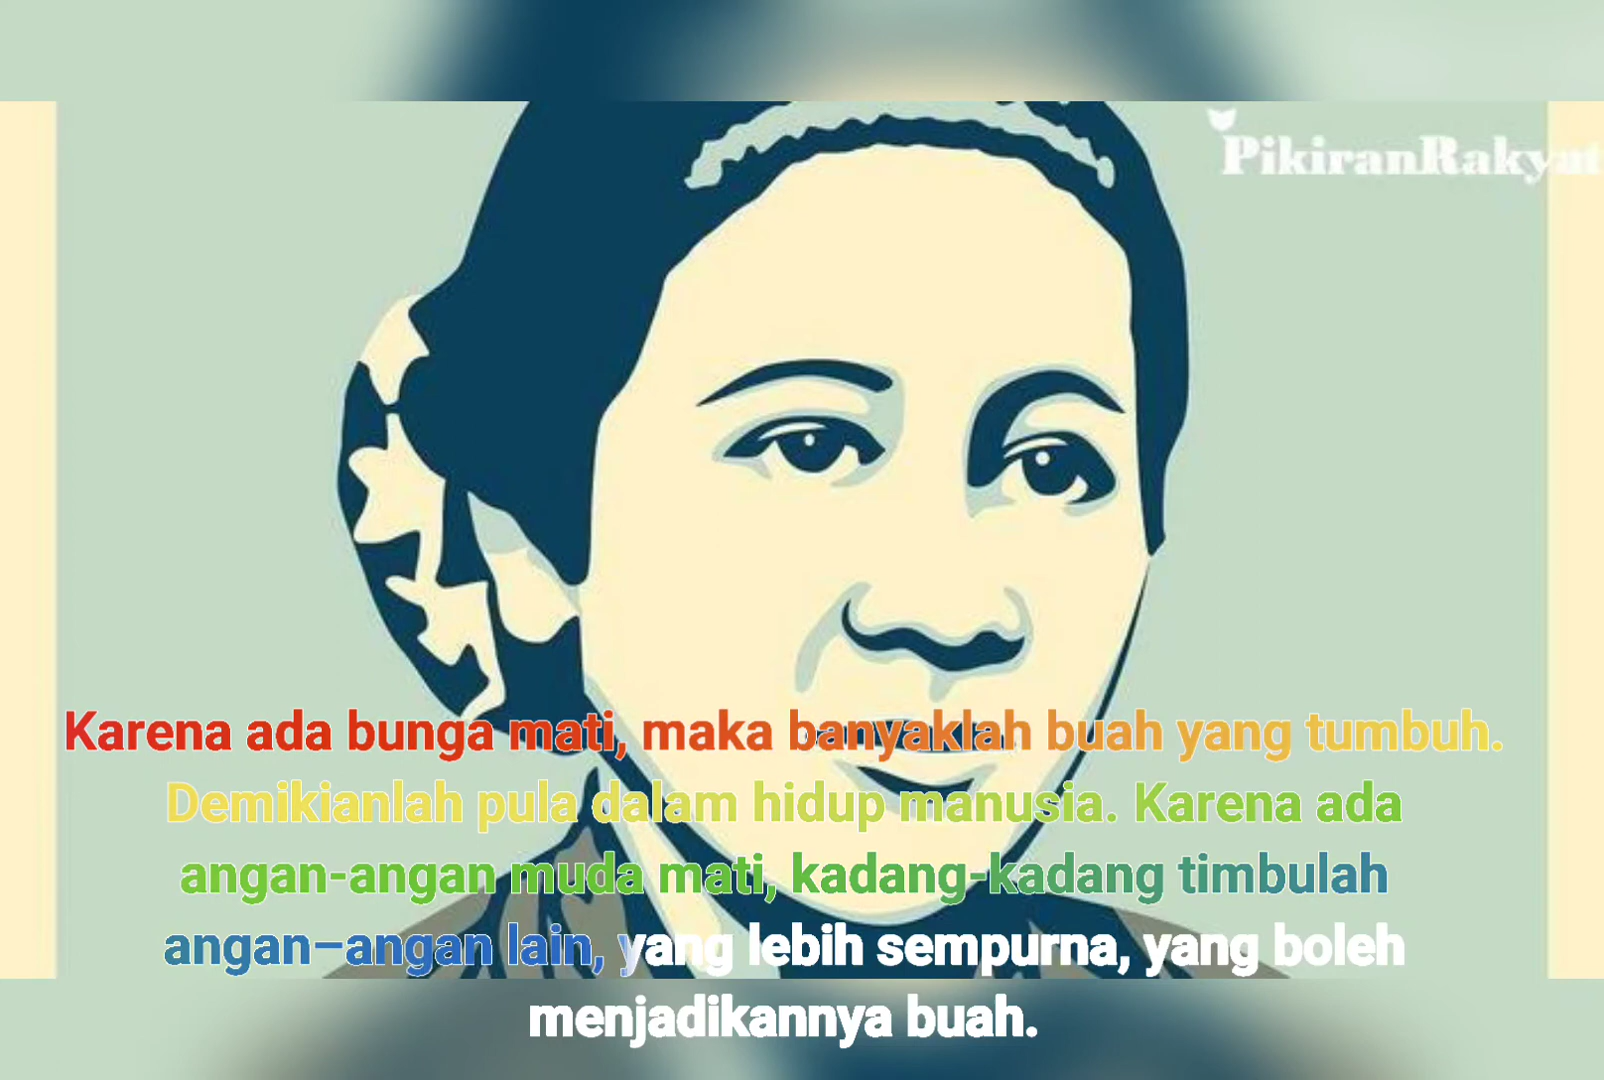 PikiranRakyat
Karena ada bunga mati, maka banyaklah buah yang tumbuh.
Demikianlah pula dalam hidup manusia. Karena ada
angan-angan muda mati, kadang-kadang timbulah
angan–angan lain, yang lebih sempurna, yang boleh
menjadikannya buah.